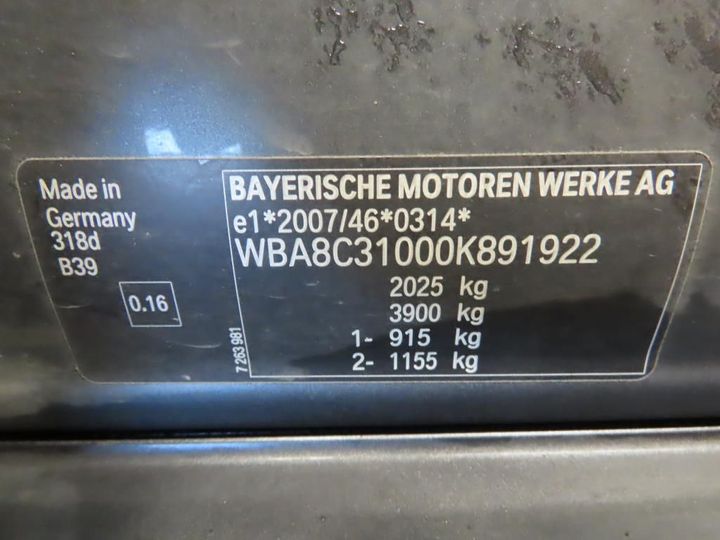 Made in
Germany
318d
B39
0.16
BAYERISCHE MOTOREN WERKE AG
e1*2007/46*0314*
WBA8C31000K891922
2025 kg
3900 kg
1- 915 kg
2- 1155 kg
7 263 981